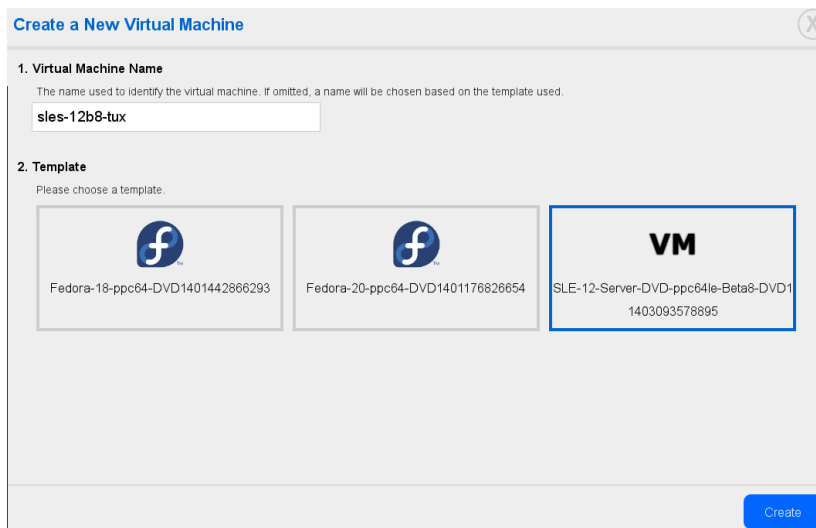 Create a New Virtual Machine
X
1. Virtual Machine Name
The name used to identify the virtual machine. If omitted, a name will be chosen based on the template used.
sles-12b8-tux
2. Template
Please choose a template.
VM
Fedora-18-ppc64-DVD1401442866293
Fedora-20-ppc64-DVD1401176826654
SLE-12-Server-DVD-ppc64le-Beta8-DVD1
1403093578895
Create